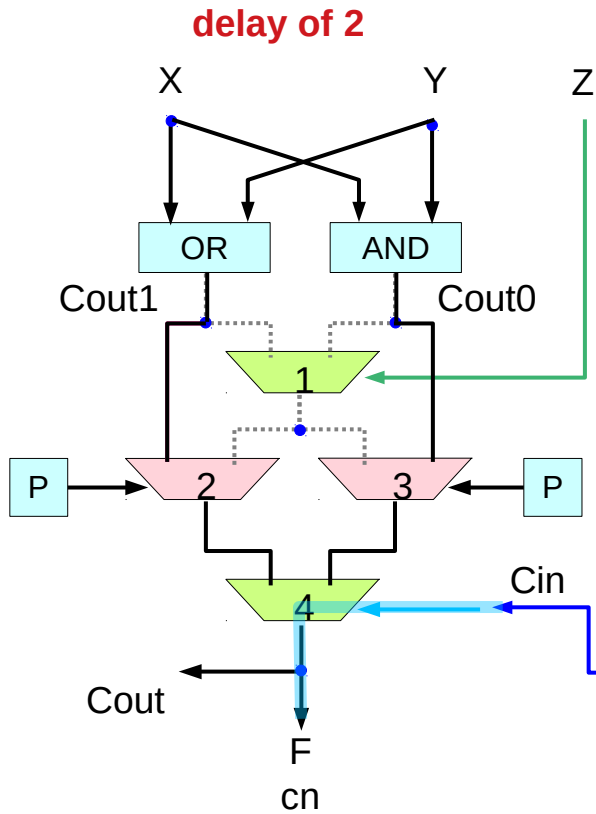 delay of 2
X Y Z
OR AND
Cout1 Cout0
1
P 2 3 P
Cin
4
Cout
F
cn